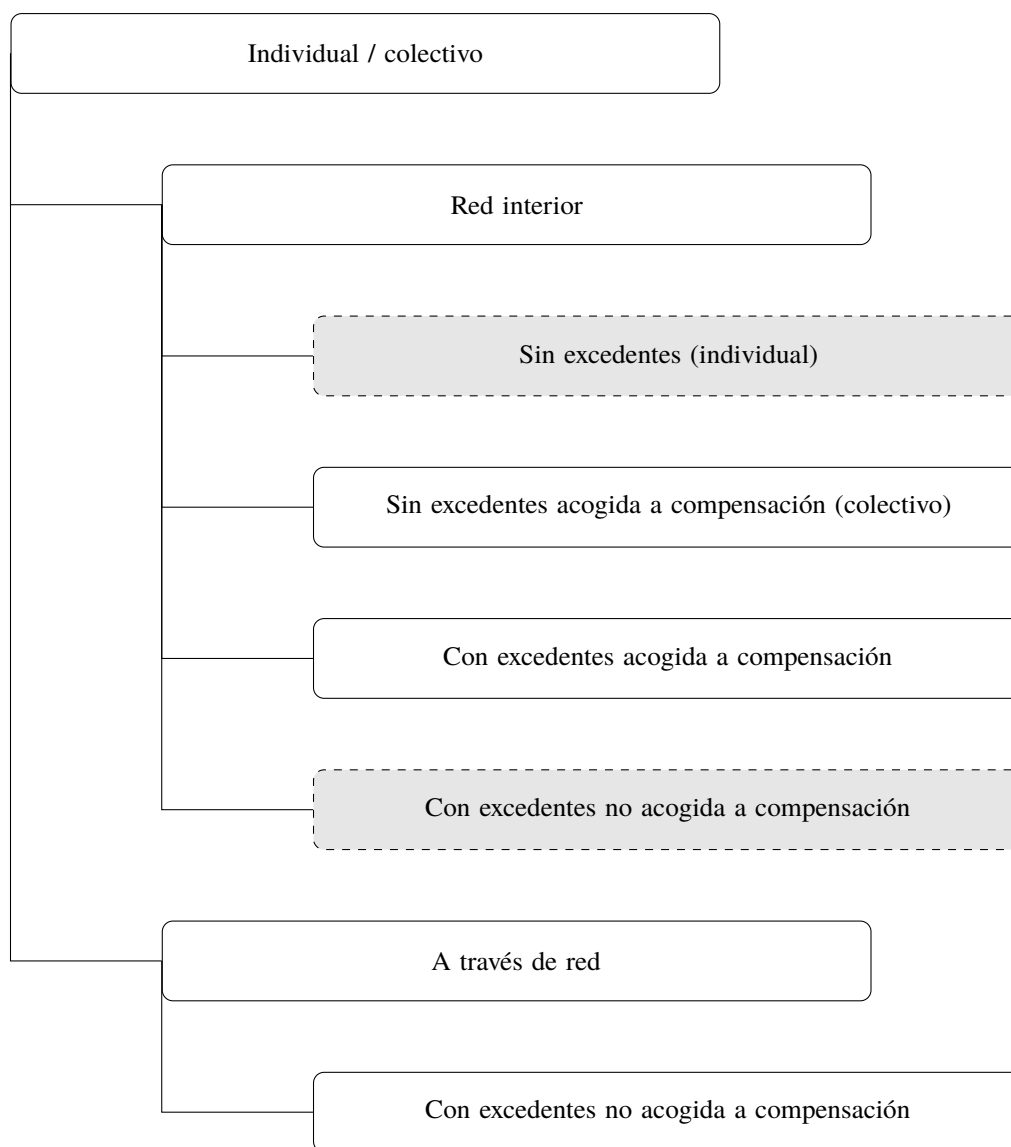 Individual / colectivo
Red interior
Sin excedentes (individual)
Sin excedentes acogida a compensación (colectivo)
Con excedentes acogida a compensación
Con excedentes no acogida a compensación
A través de red
Con excedentes no acogida a compensación